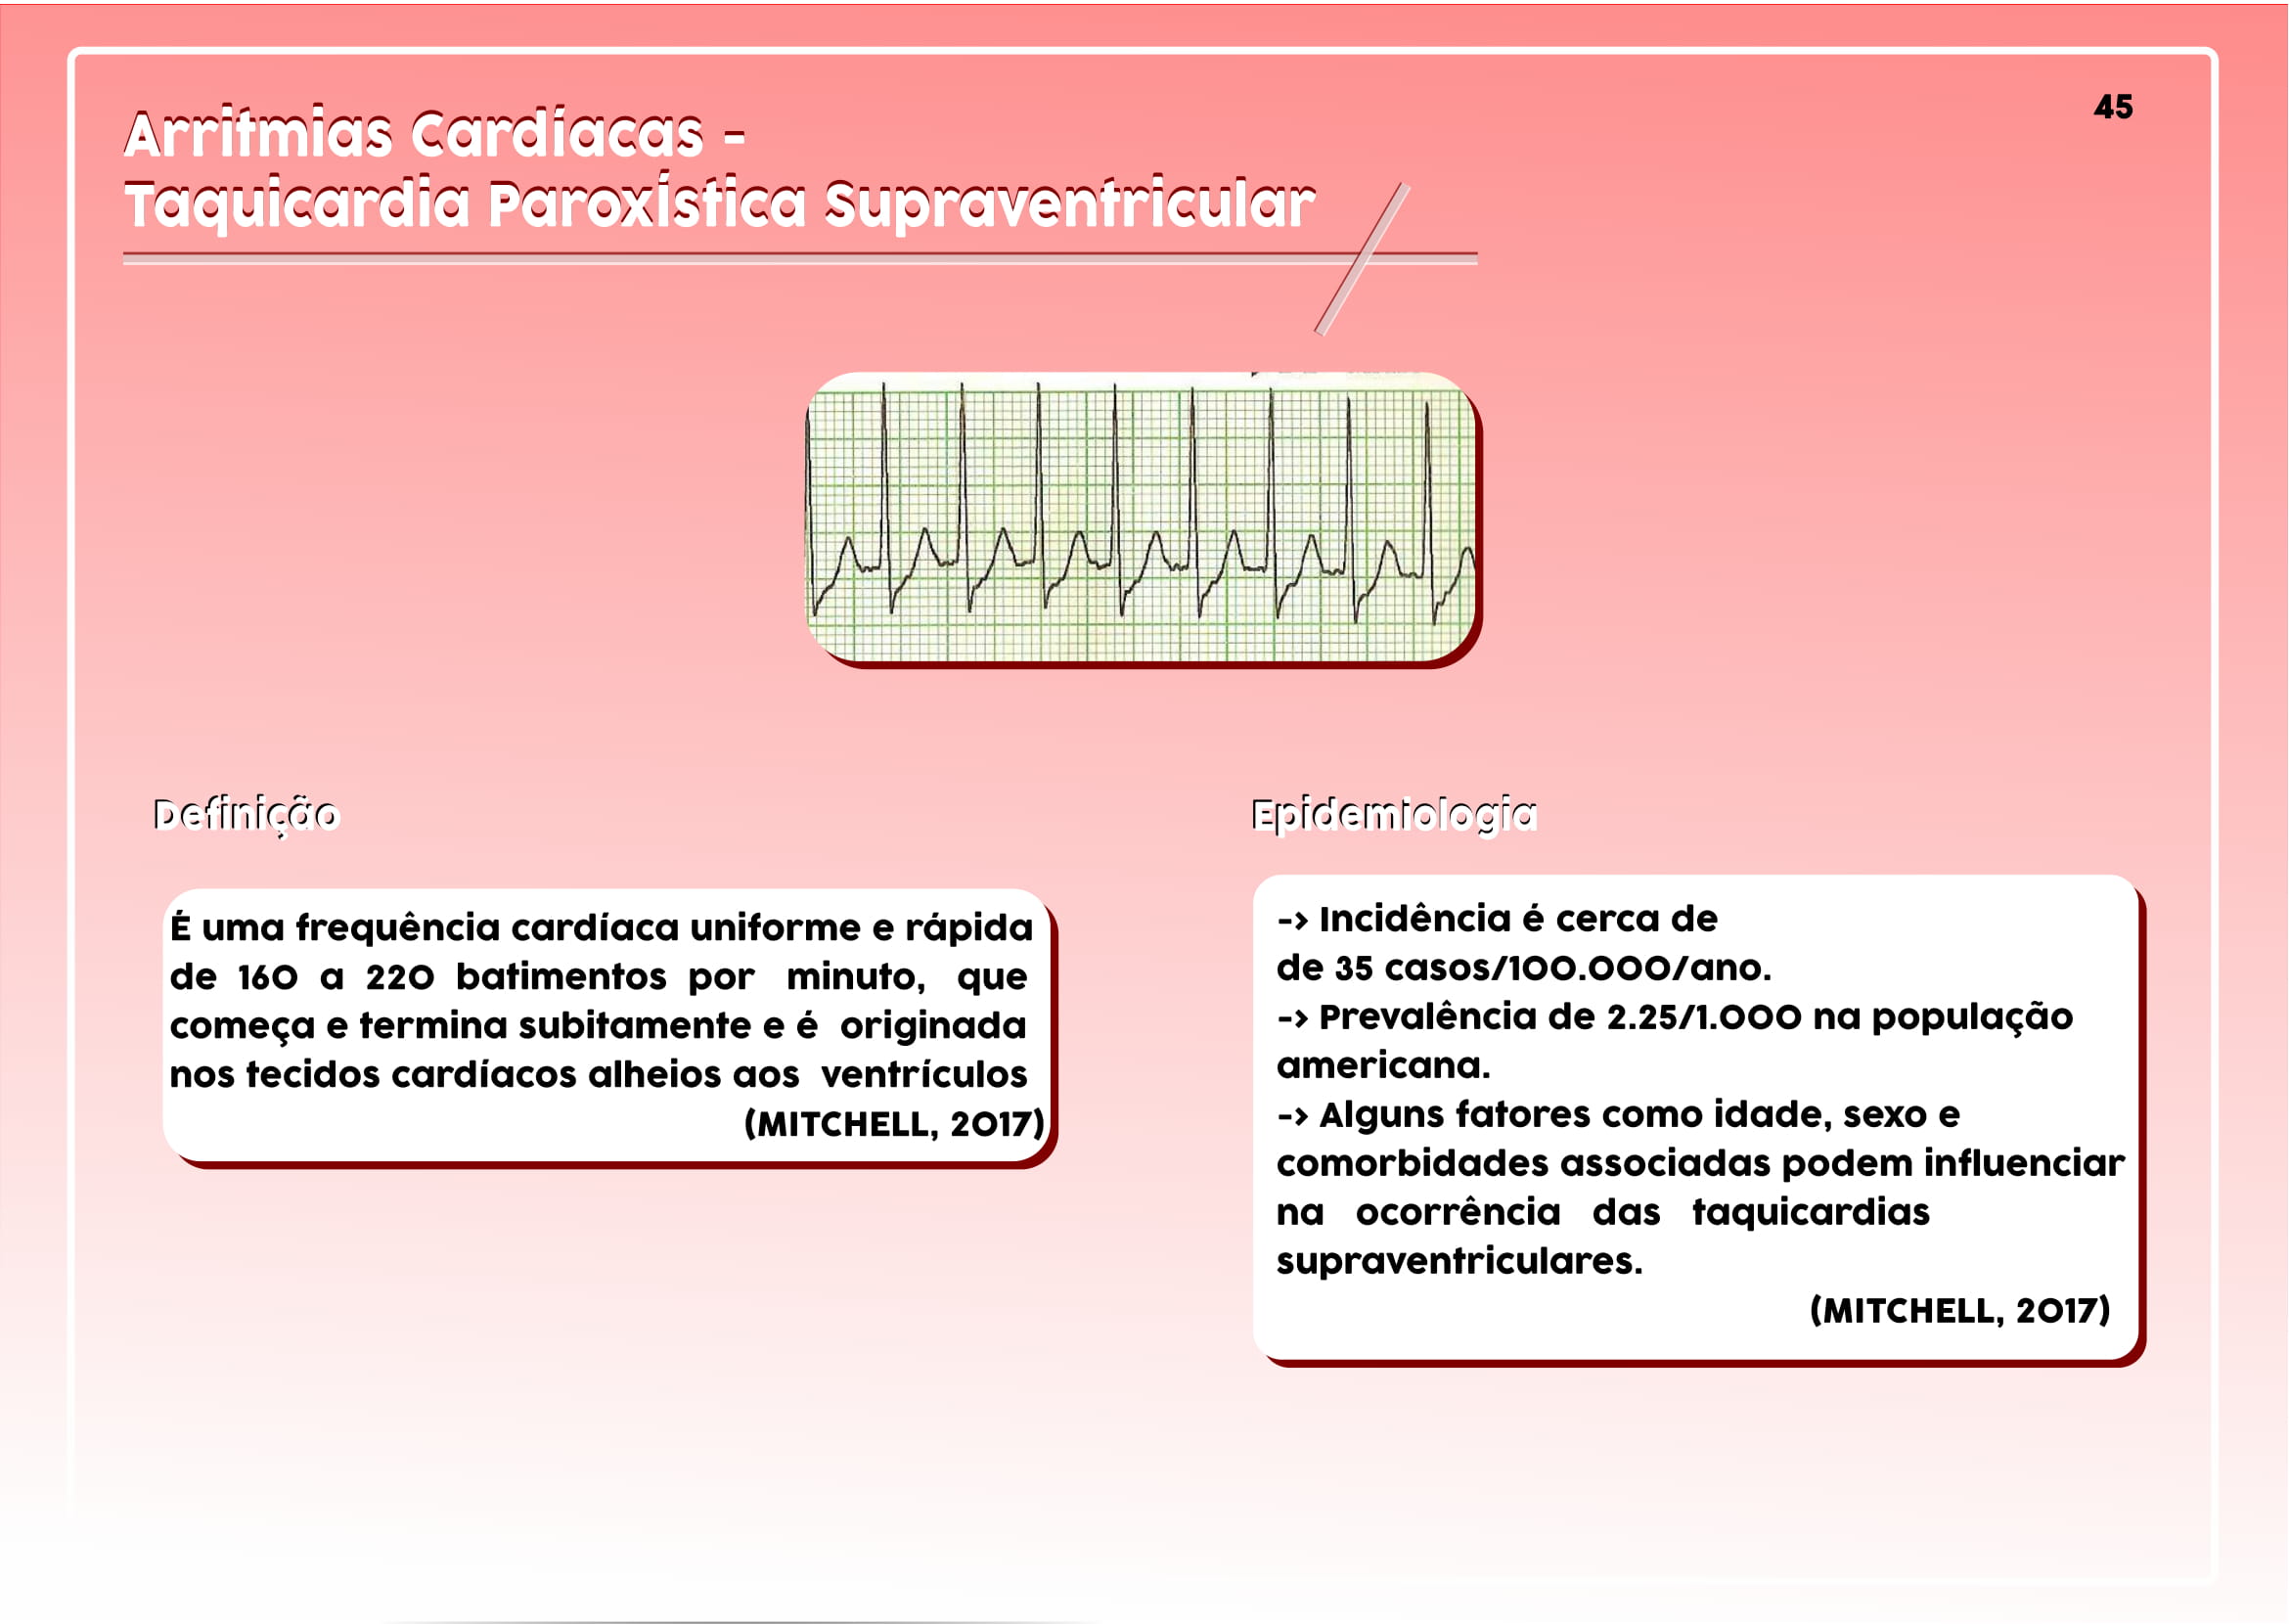 45
Arritmias Cardíacas -
Taquicardia Paroxística Supraventricular
Definição
É uma frequência cardíaca uniforme e rápida
de 160 a 220 batimentos por minuto, que
começa e termina subitamente e é originada
nos tecidos cardíacos alheios aos ventrículos
(MITCHELL, 2017)
Epidemiologia
-> Incidência é cerca de
de 35 casos/100.000/ano.
-> Prevalência de 2.25/1.000 na população
americana.
-> Alguns fatores como idade, sexo e
comorbidades associadas podem influenciar
na ocorrência das taquicardias
supraventriculares.
(MITCHELL, 2017)